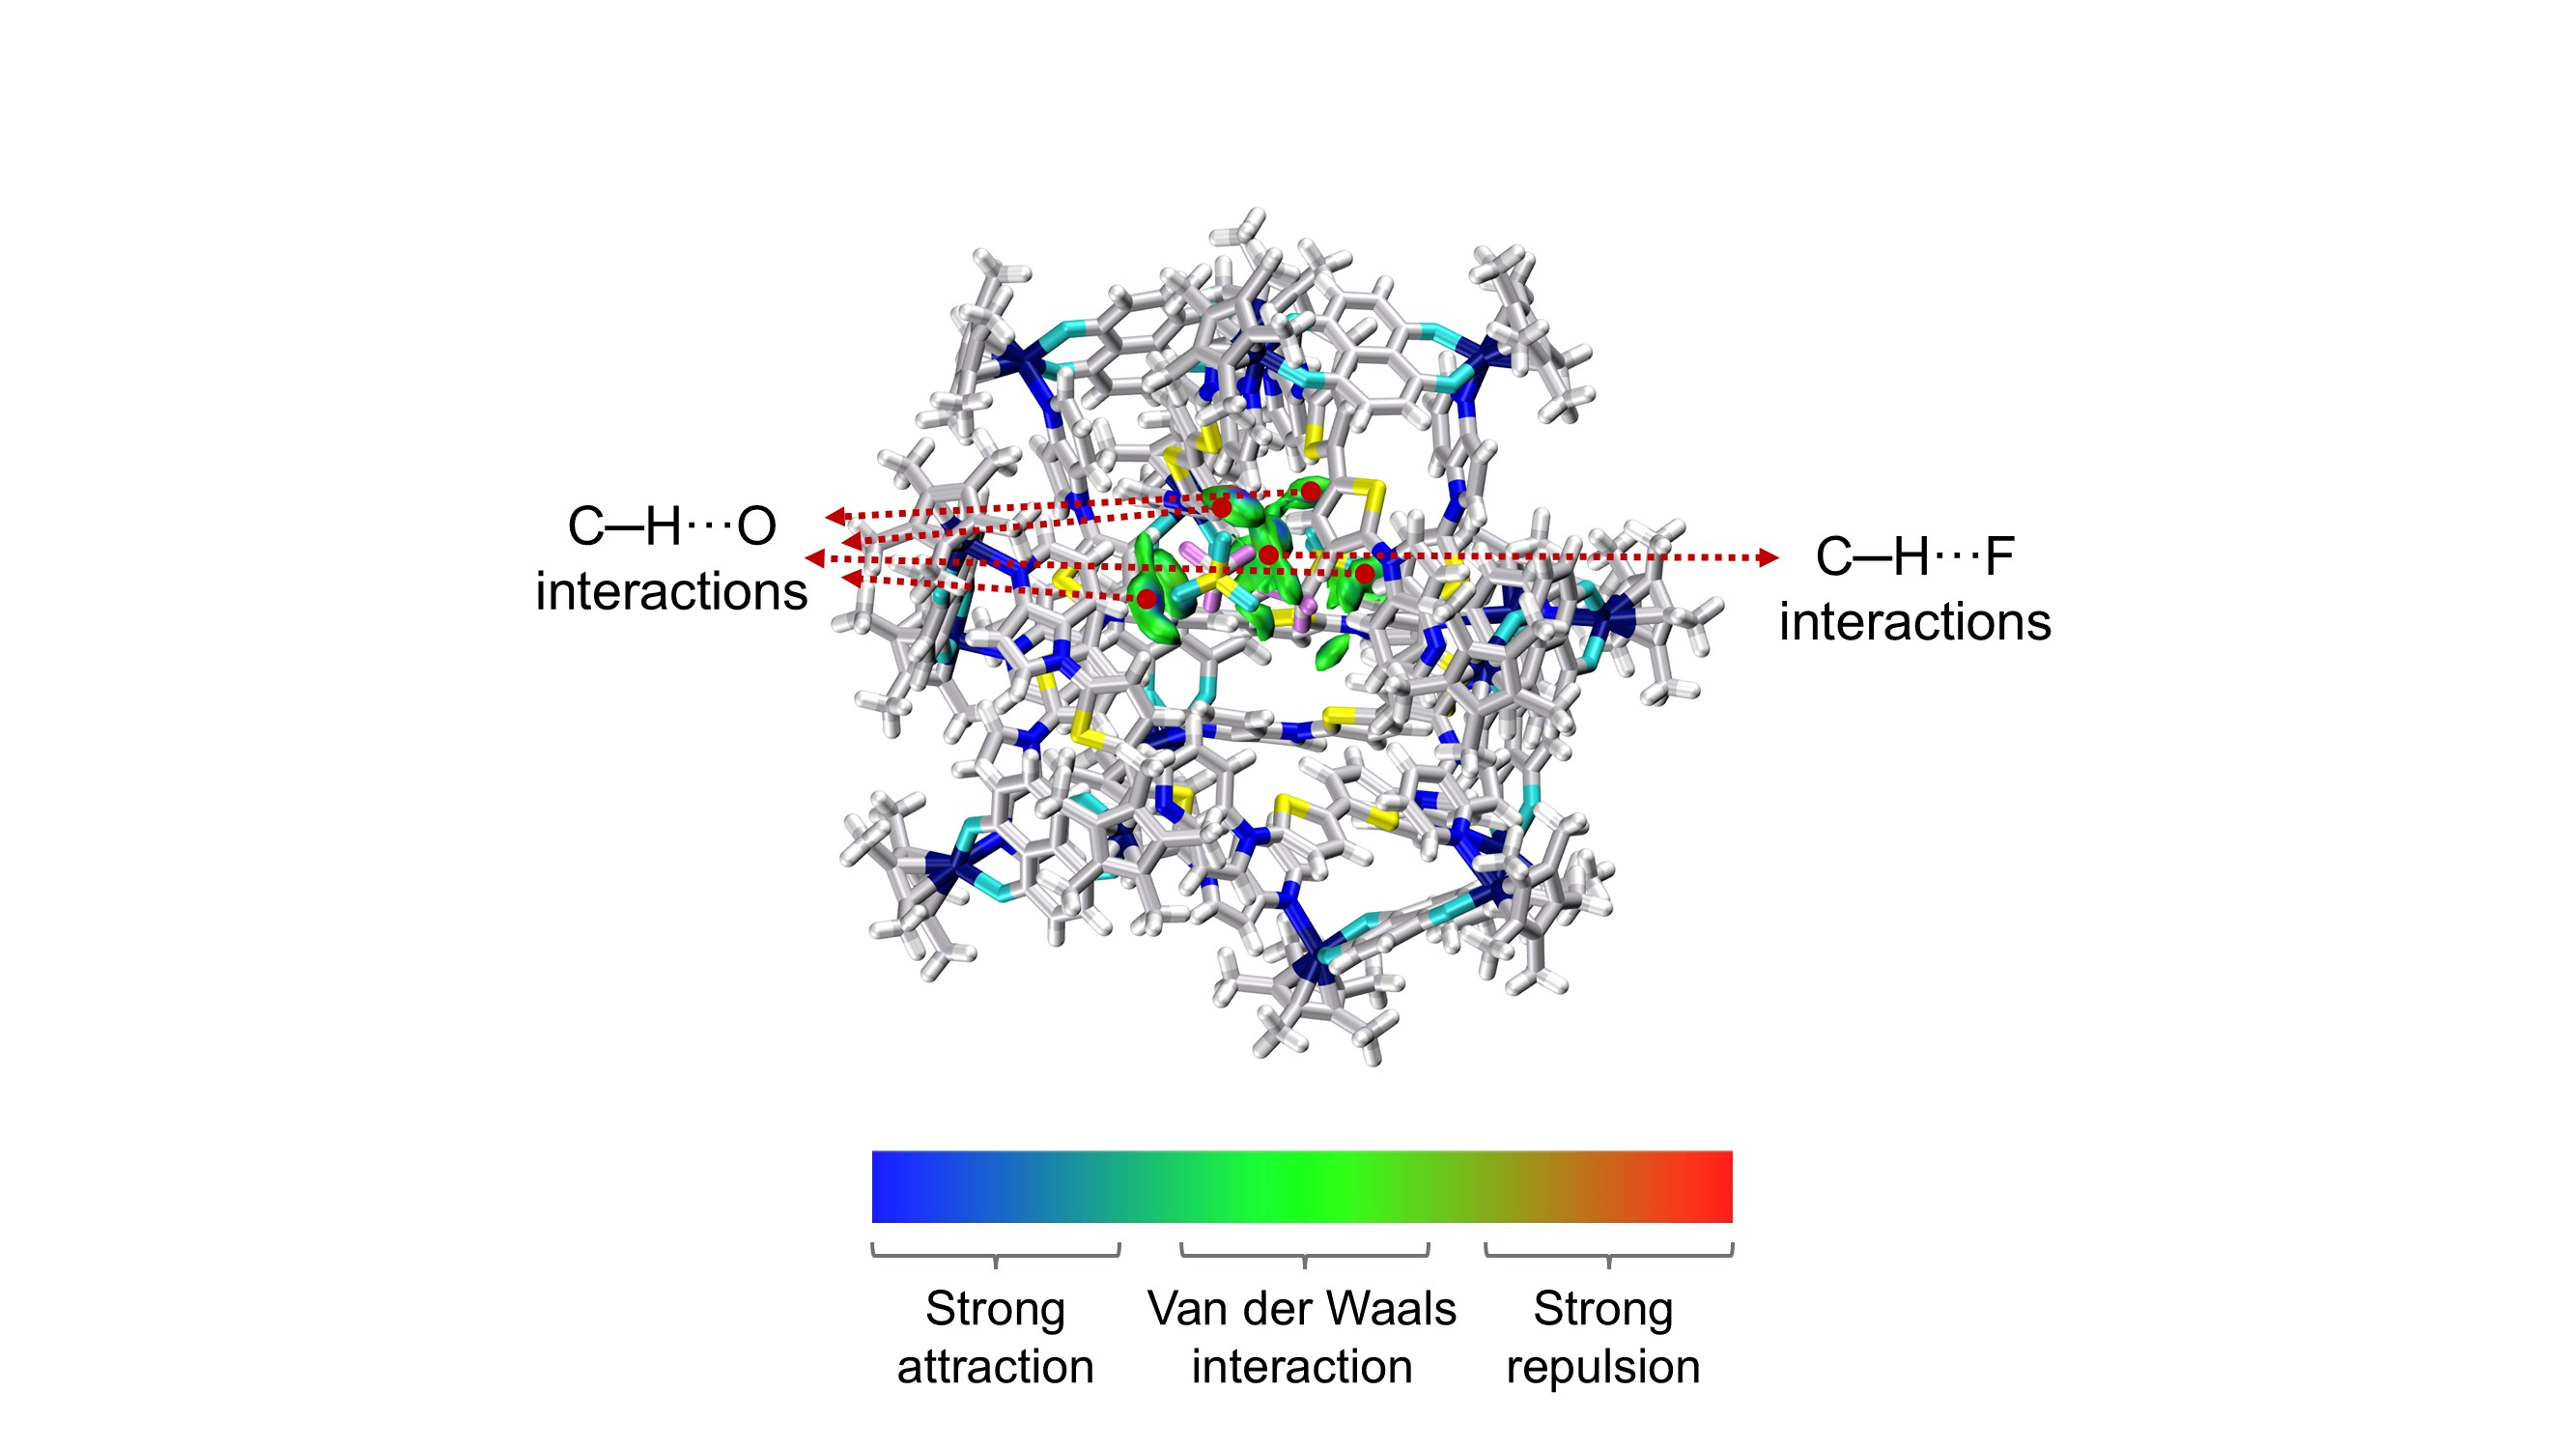 C—H···O
interactions
C—H···F
interactions
Strong
attraction
Van der Waals
interaction
Strong
repulsion